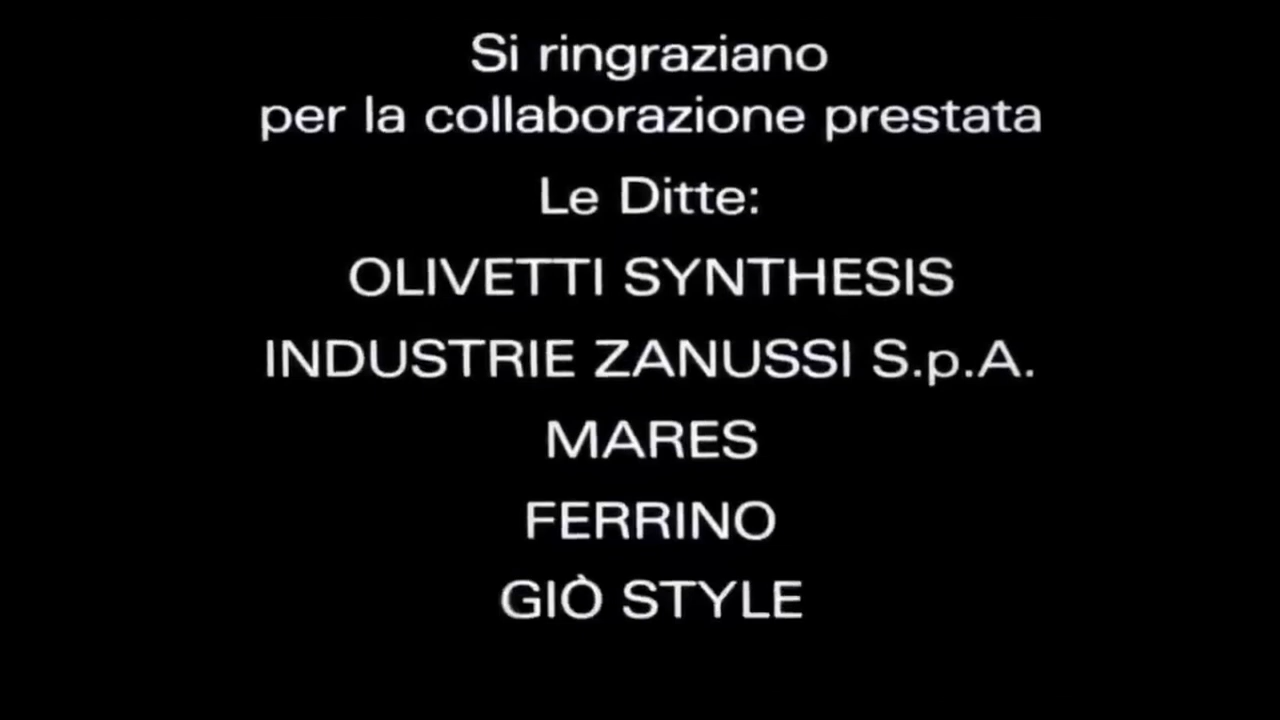 Si ringraziano
per la collaborazione prestata
Le Ditte:
OLIVETTI SYNTHESIS
INDUSTRIE ZANUSSI S.p.A.
MARES
FERRINO
GIÒ STYLE